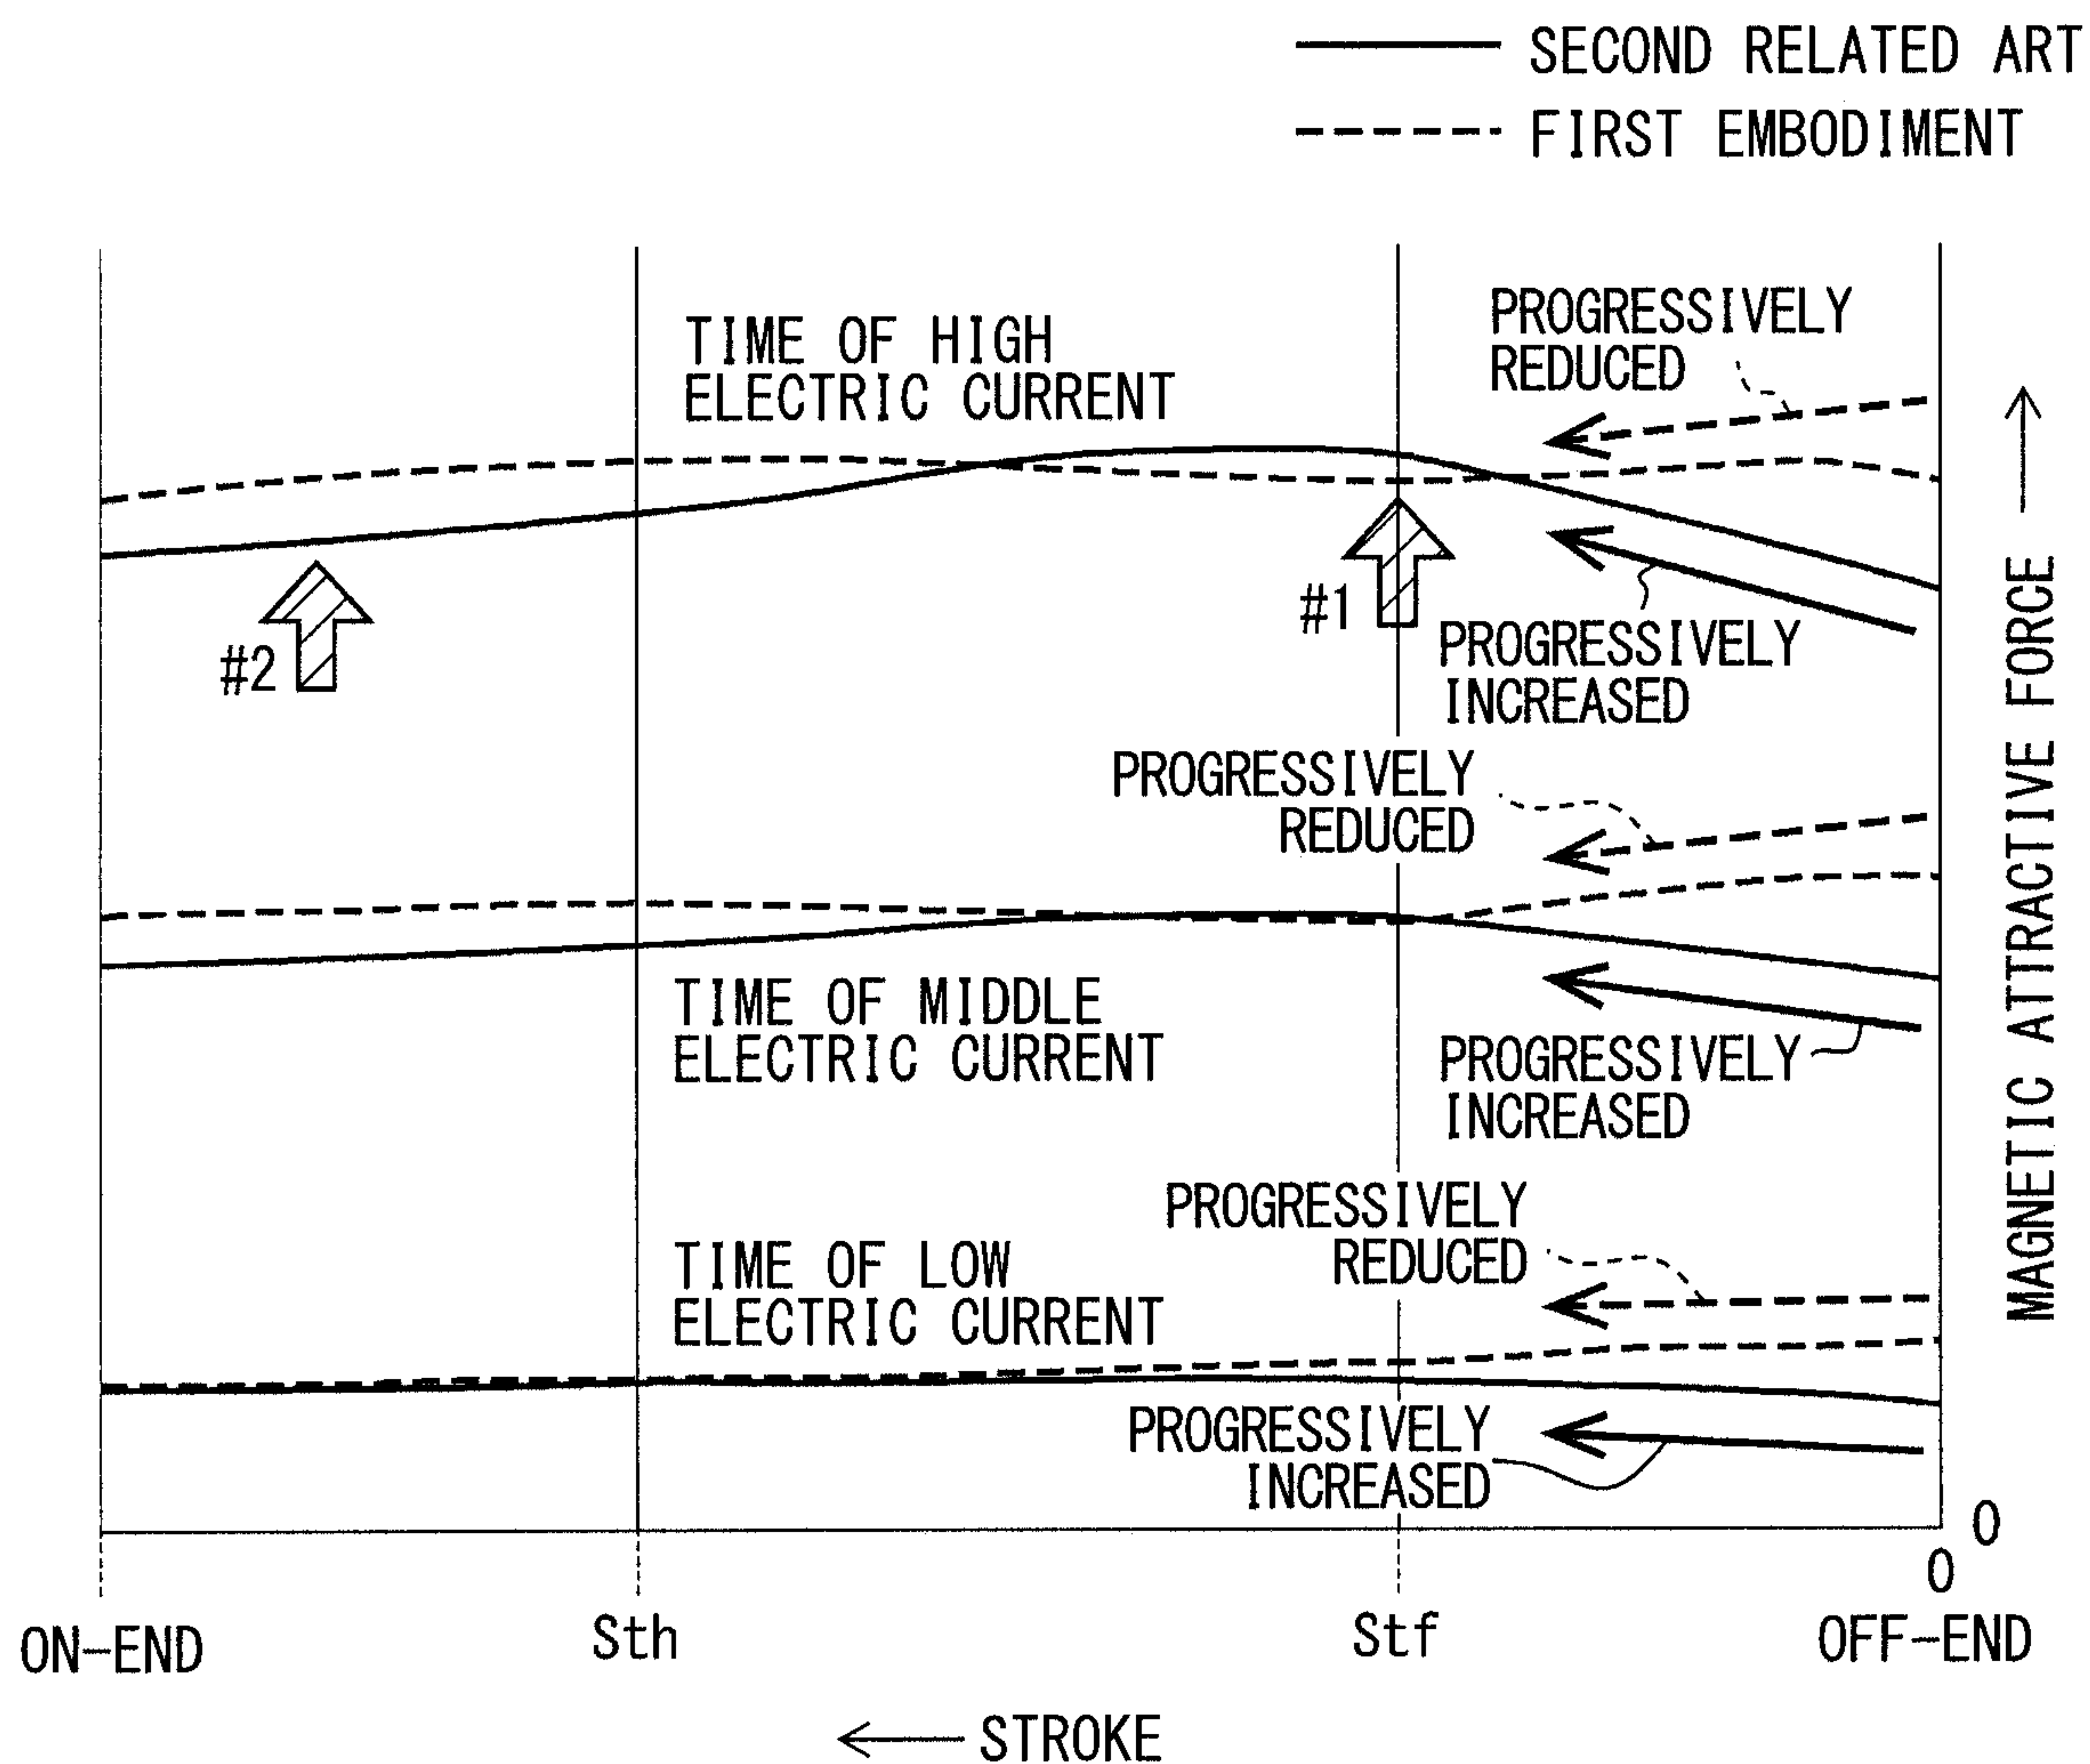 SECOND RELATED ART
FIRST EMBODIMENT
PROGRESSIVELY
REDUCED
TIME OF HIGH
ELECTRIC CURRENT
#1
#2
PROGRESSIVELY
INCREASED
PROGRESSIVELY
REDUCED
TIME OF MIDDLE
ELECTRIC CURRENT
PROGRESSIVELY
INCREASED
PROGRESSIVELY
REDUCED
TIME OF LOW
ELECTRIC CURRENT
PROGRESSIVELY
INCREASED
MAGNETIC ATTRACTIVE FORCE
0
0
ON-END
Sth
Stf
OFF-END
STROKE